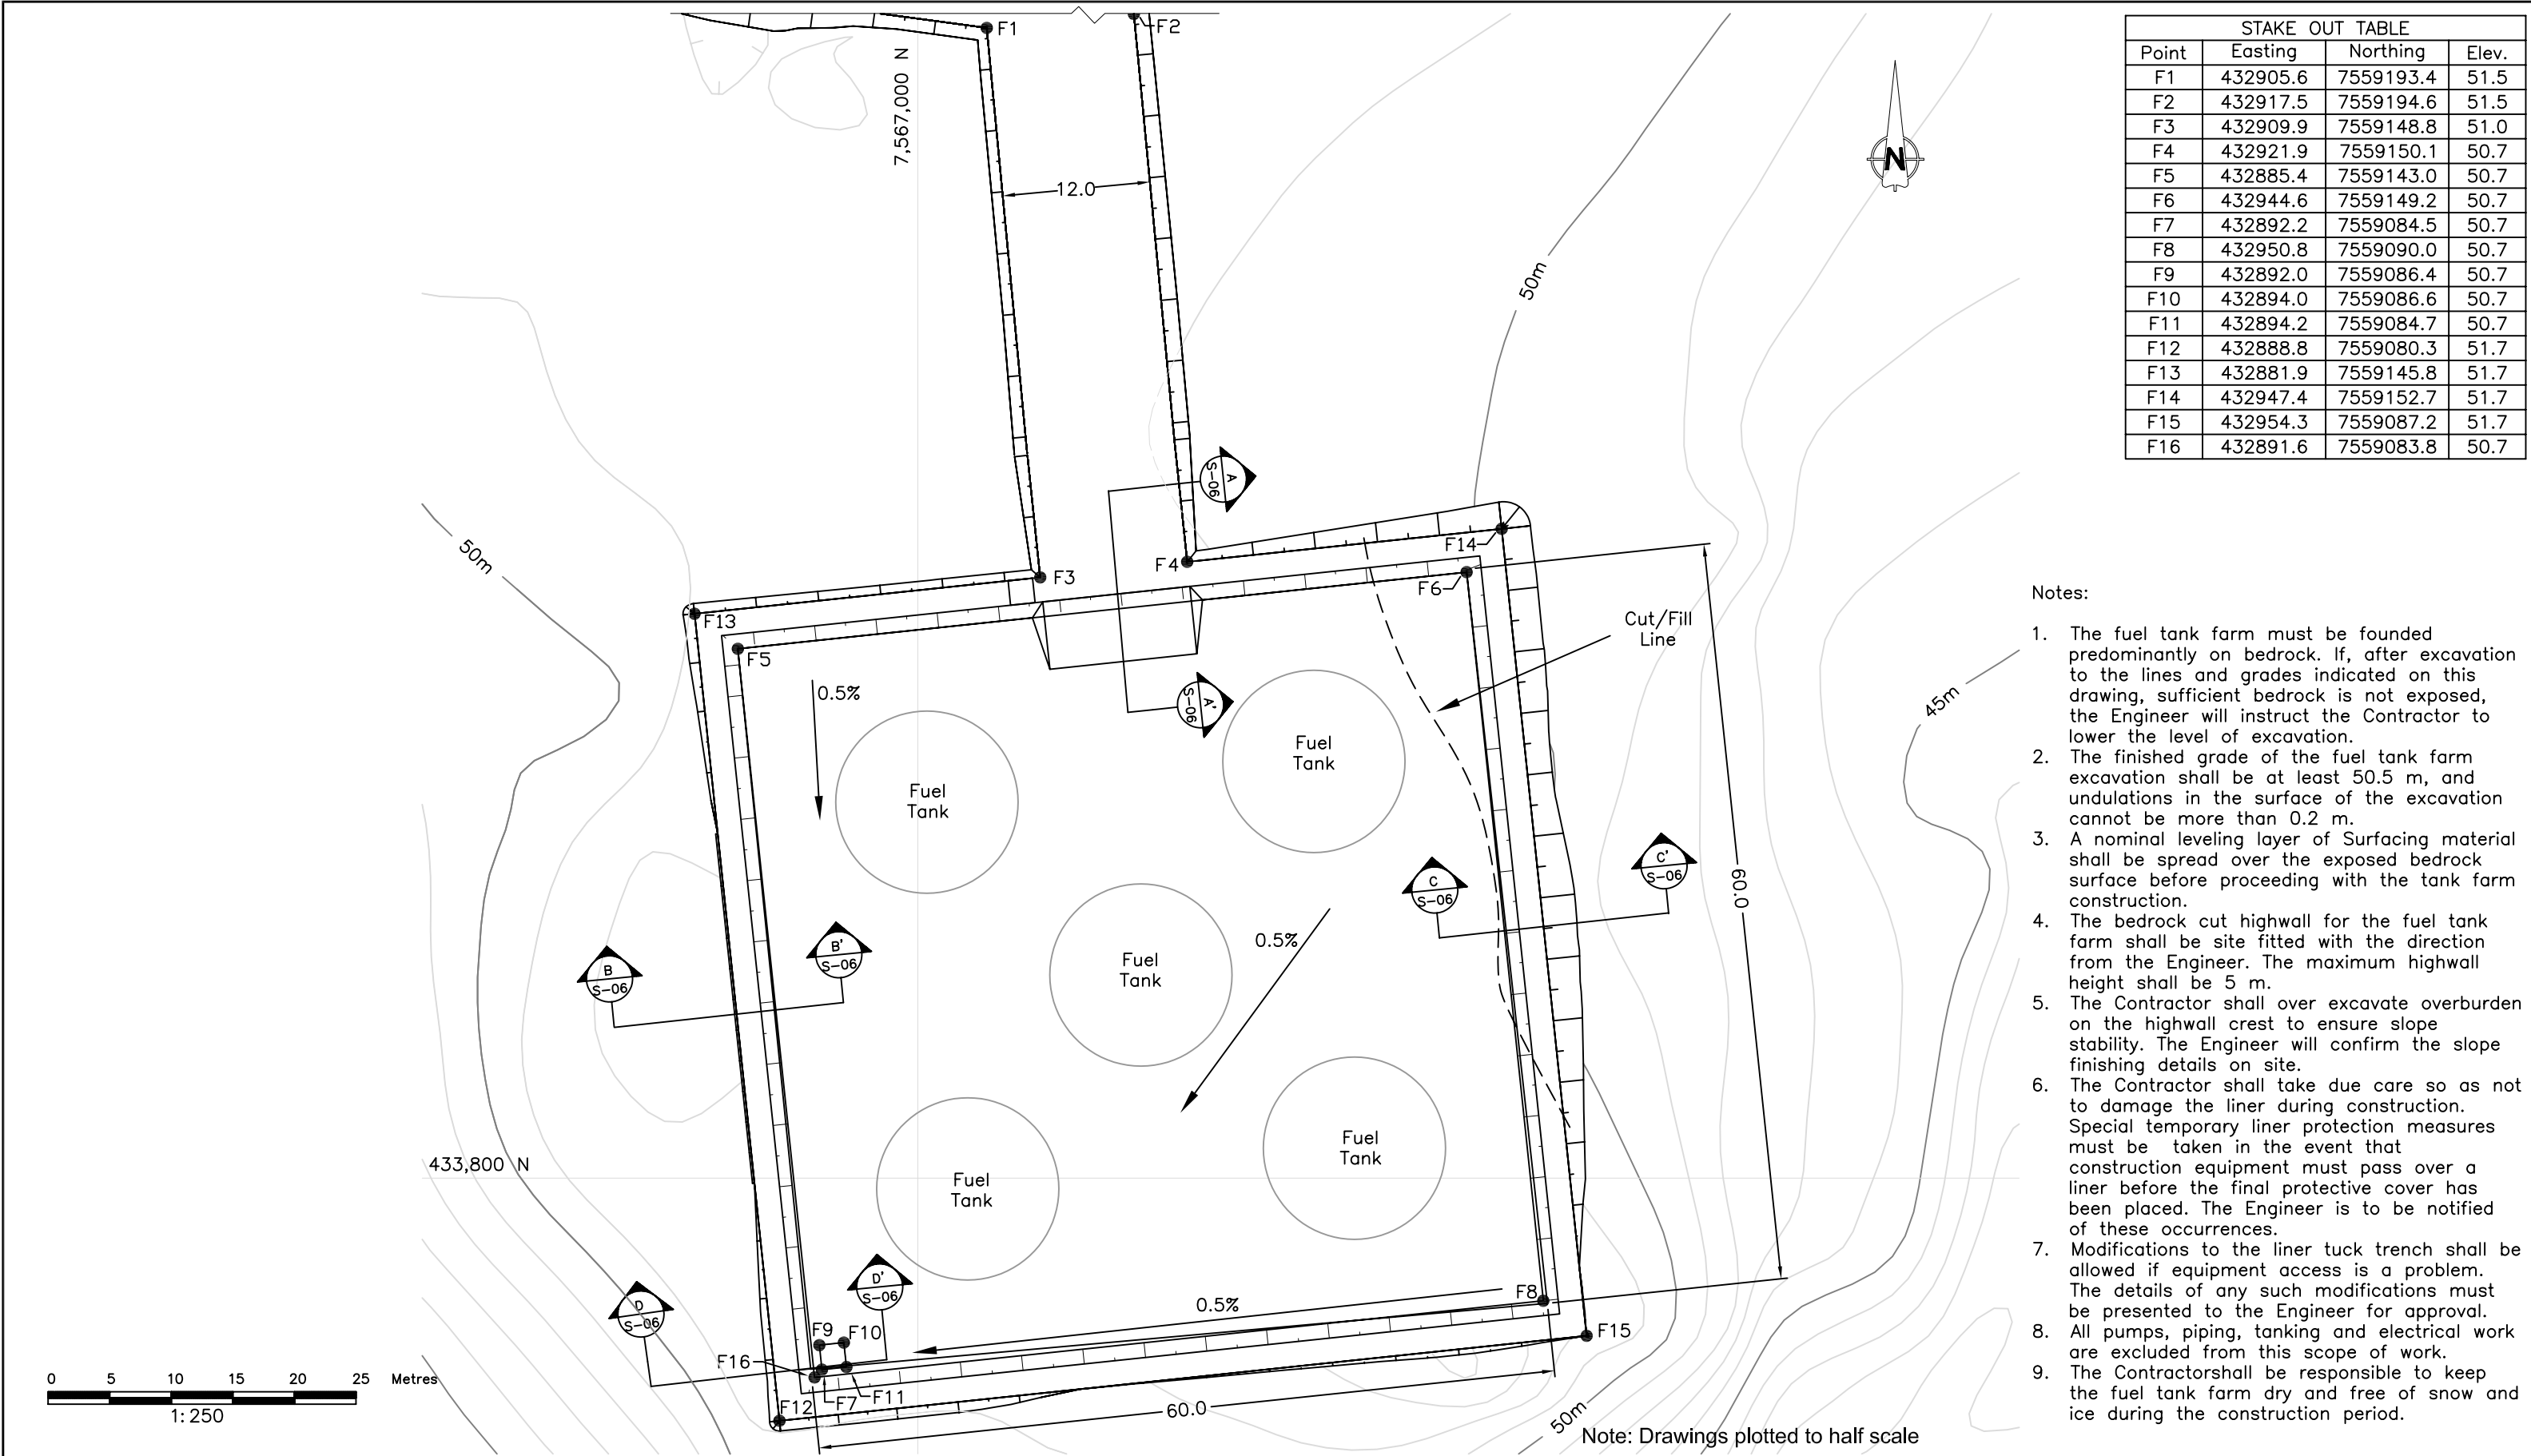 F1
F2
7,567,000 N
12.0
N
STAKE OUT TABLE
Point Easting Northing Elev.
F1 432905.6 7559193.4 51.5
F2 432917.5 7559194.6 51.5
F3 432909.9 7559148.8 51.0
F4 432921.9 7559150.1 50.7
F5 432885.4 7559143.0 50.7
F6 432944.6 7559149.2 50.7
F7 432892.2 7559084.5 50.7
F8 432950.8 7559090.0 50.7
F9 432892.0 7559086.4 50.7
F10 432894.0 7559086.6 50.7
F11 432894.2 7559084.7 50.7
F12 432888.8 7559080.3 51.7
F13 432881.9 7559145.8 51.7
F14 432947.4 7559152.7 51.7
F15 432954.3 7559087.2 51.7
F16 432891.6 7559083.8 50.7
50m
A
S-06
50m
F14
F4
F3
F6
F13
F5
Cut/Fill
Line
0.5%
A'
S-06
45m
Fuel
Tank
Fuel
Tank
C'
S-06
C
S-06
60.0
B'
S-06
B
S-06
0.5%
Fuel
Tank
Fuel
Tank
433,800 N
Fuel
Tank
D'
S-06
D
S-06
F8
0.5%
F9
F10
F15
F16
F7
F11
F12
60.0
50m
0 5 10 15 20 25 Metres
1:250
Notes:
1. The fuel tank farm must be founded
predominantly on bedrock. If, after excavation
to the lines and grades indicated on this
drawing, sufficient bedrock is not exposed,
the Engineer will instruct the Contractor to
lower the level of excavation.
2. The finished grade of the fuel tank farm
excavation shall be at least 50.5 m, and
undulations in the surface of the excavation
cannot be more than 0.2 m.
3. A nominal leveling layer of Surfacing material
shall be spread over the exposed bedrock
surface before proceeding with the tank farm
construction.
4. The bedrock cut highwall for the fuel tank
farm shall be site fitted with the direction
from the Engineer. The maximum highwall
height shall be 5 m.
5. The Contractor shall over excavate overburden
on the highwall crest to ensure slope
stability. The Engineer will confirm the slope
finishing details on site.
6. The Contractor shall take due care so as not
to damage the liner during construction.
Special temporary liner protection measures
must be taken in the event that
construction equipment must pass over a
liner before the final protective cover has
been placed. The Engineer is to be notified
of these occurrences.
7. Modifications to the liner tuck trench shall be
allowed if equipment access is a problem.
The details of any such modifications must
be presented to the Engineer for approval.
8. All pumps, piping, tanking and electrical work
are excluded from this scope of work.
9. The Contractorshall be responsible to keep
the fuel tank farm dry and free of snow and
ice during the construction period.
Note: Drawings plotted to half scale